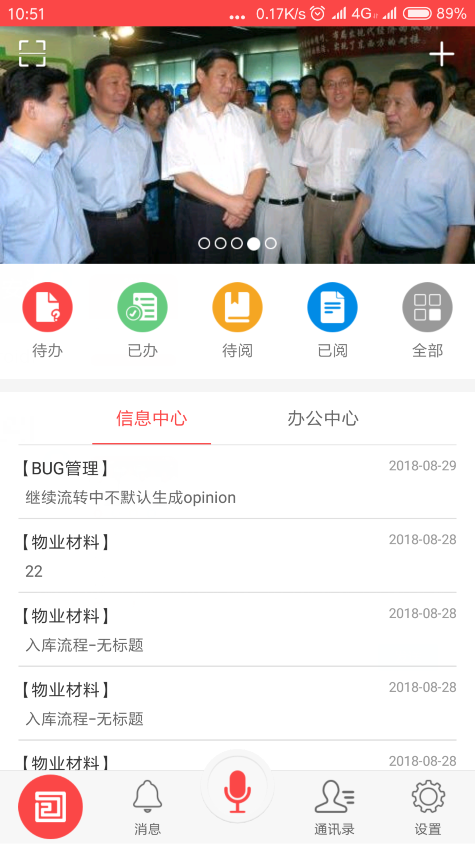 10:51 ... 0.17K/s 4G 89%
待办 已办 待阅 已阅 全部
信息中心 办公中心
【BUG管理】 2018-08-29
继续流转中不默认生成opinion
【物业材料】 2018-08-28
22
【物业材料】 2018-08-28
入库流程-无标题
【物业材料】 2018-08-28
入库流程-无标题
【物业材料】 2018-08-28
消息 通讯录 设置